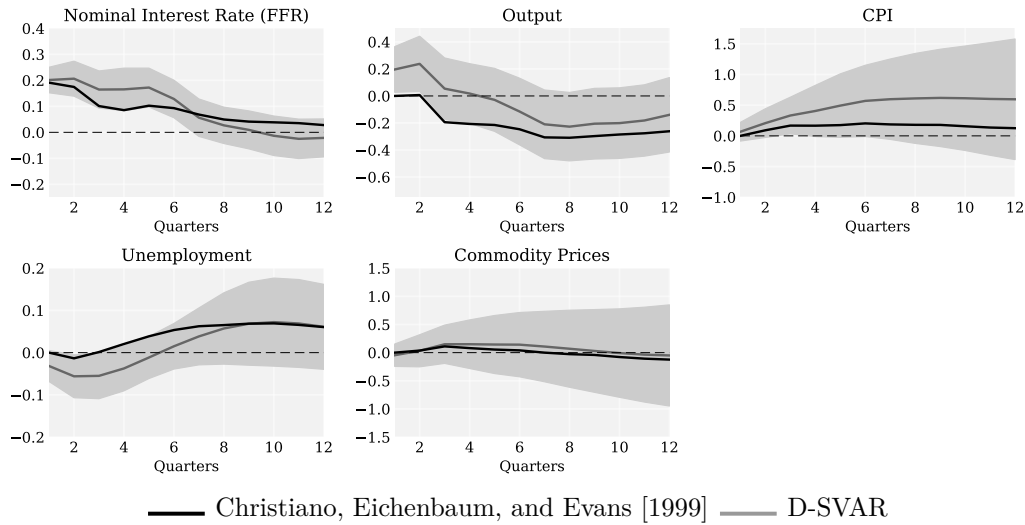 Nominal Interest Rate (FFR)
0.4
0.3
0.2
0.1
0.0
−0.1
−0.2
2 4 6 8 10 12
Quarters
Output
0.4
0.2
0.0
−0.2
−0.4
−0.6
2 4 6 8 10 12
Quarters
CPI
1.5
1.0
0.5
0.0
−0.5
−1.0
2 4 6 8 10 12
Quarters
Unemployment
0.2
0.1
0.0
−0.1
−0.2
2 4 6 8 10 12
Quarters
Commodity Prices
1.5
1.0
0.5
0.0
−0.5
−1.0
−1.5
2 4 6 8 10 12
Quarters
Christiano, Eichenbaum, and Evans [1999] D-SVAR